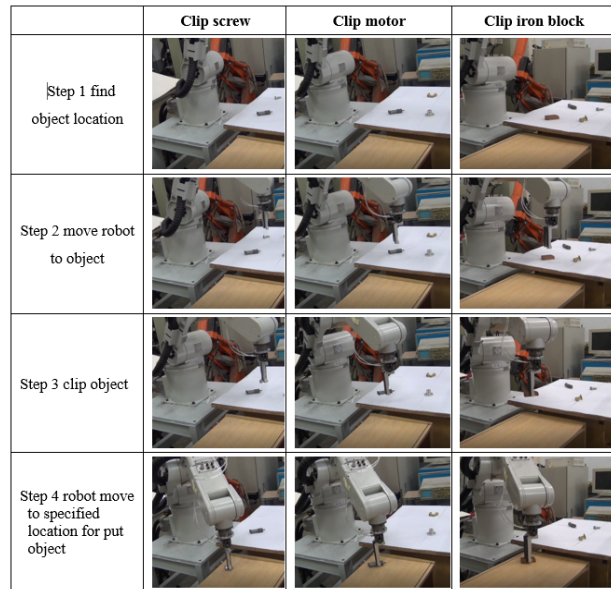 Clip screw Clip motor Clip iron block
Step 1 find
object location
Step 2 move robot
to object
Step 3 clip object
Step 4 robot move
to specified
location for put
object